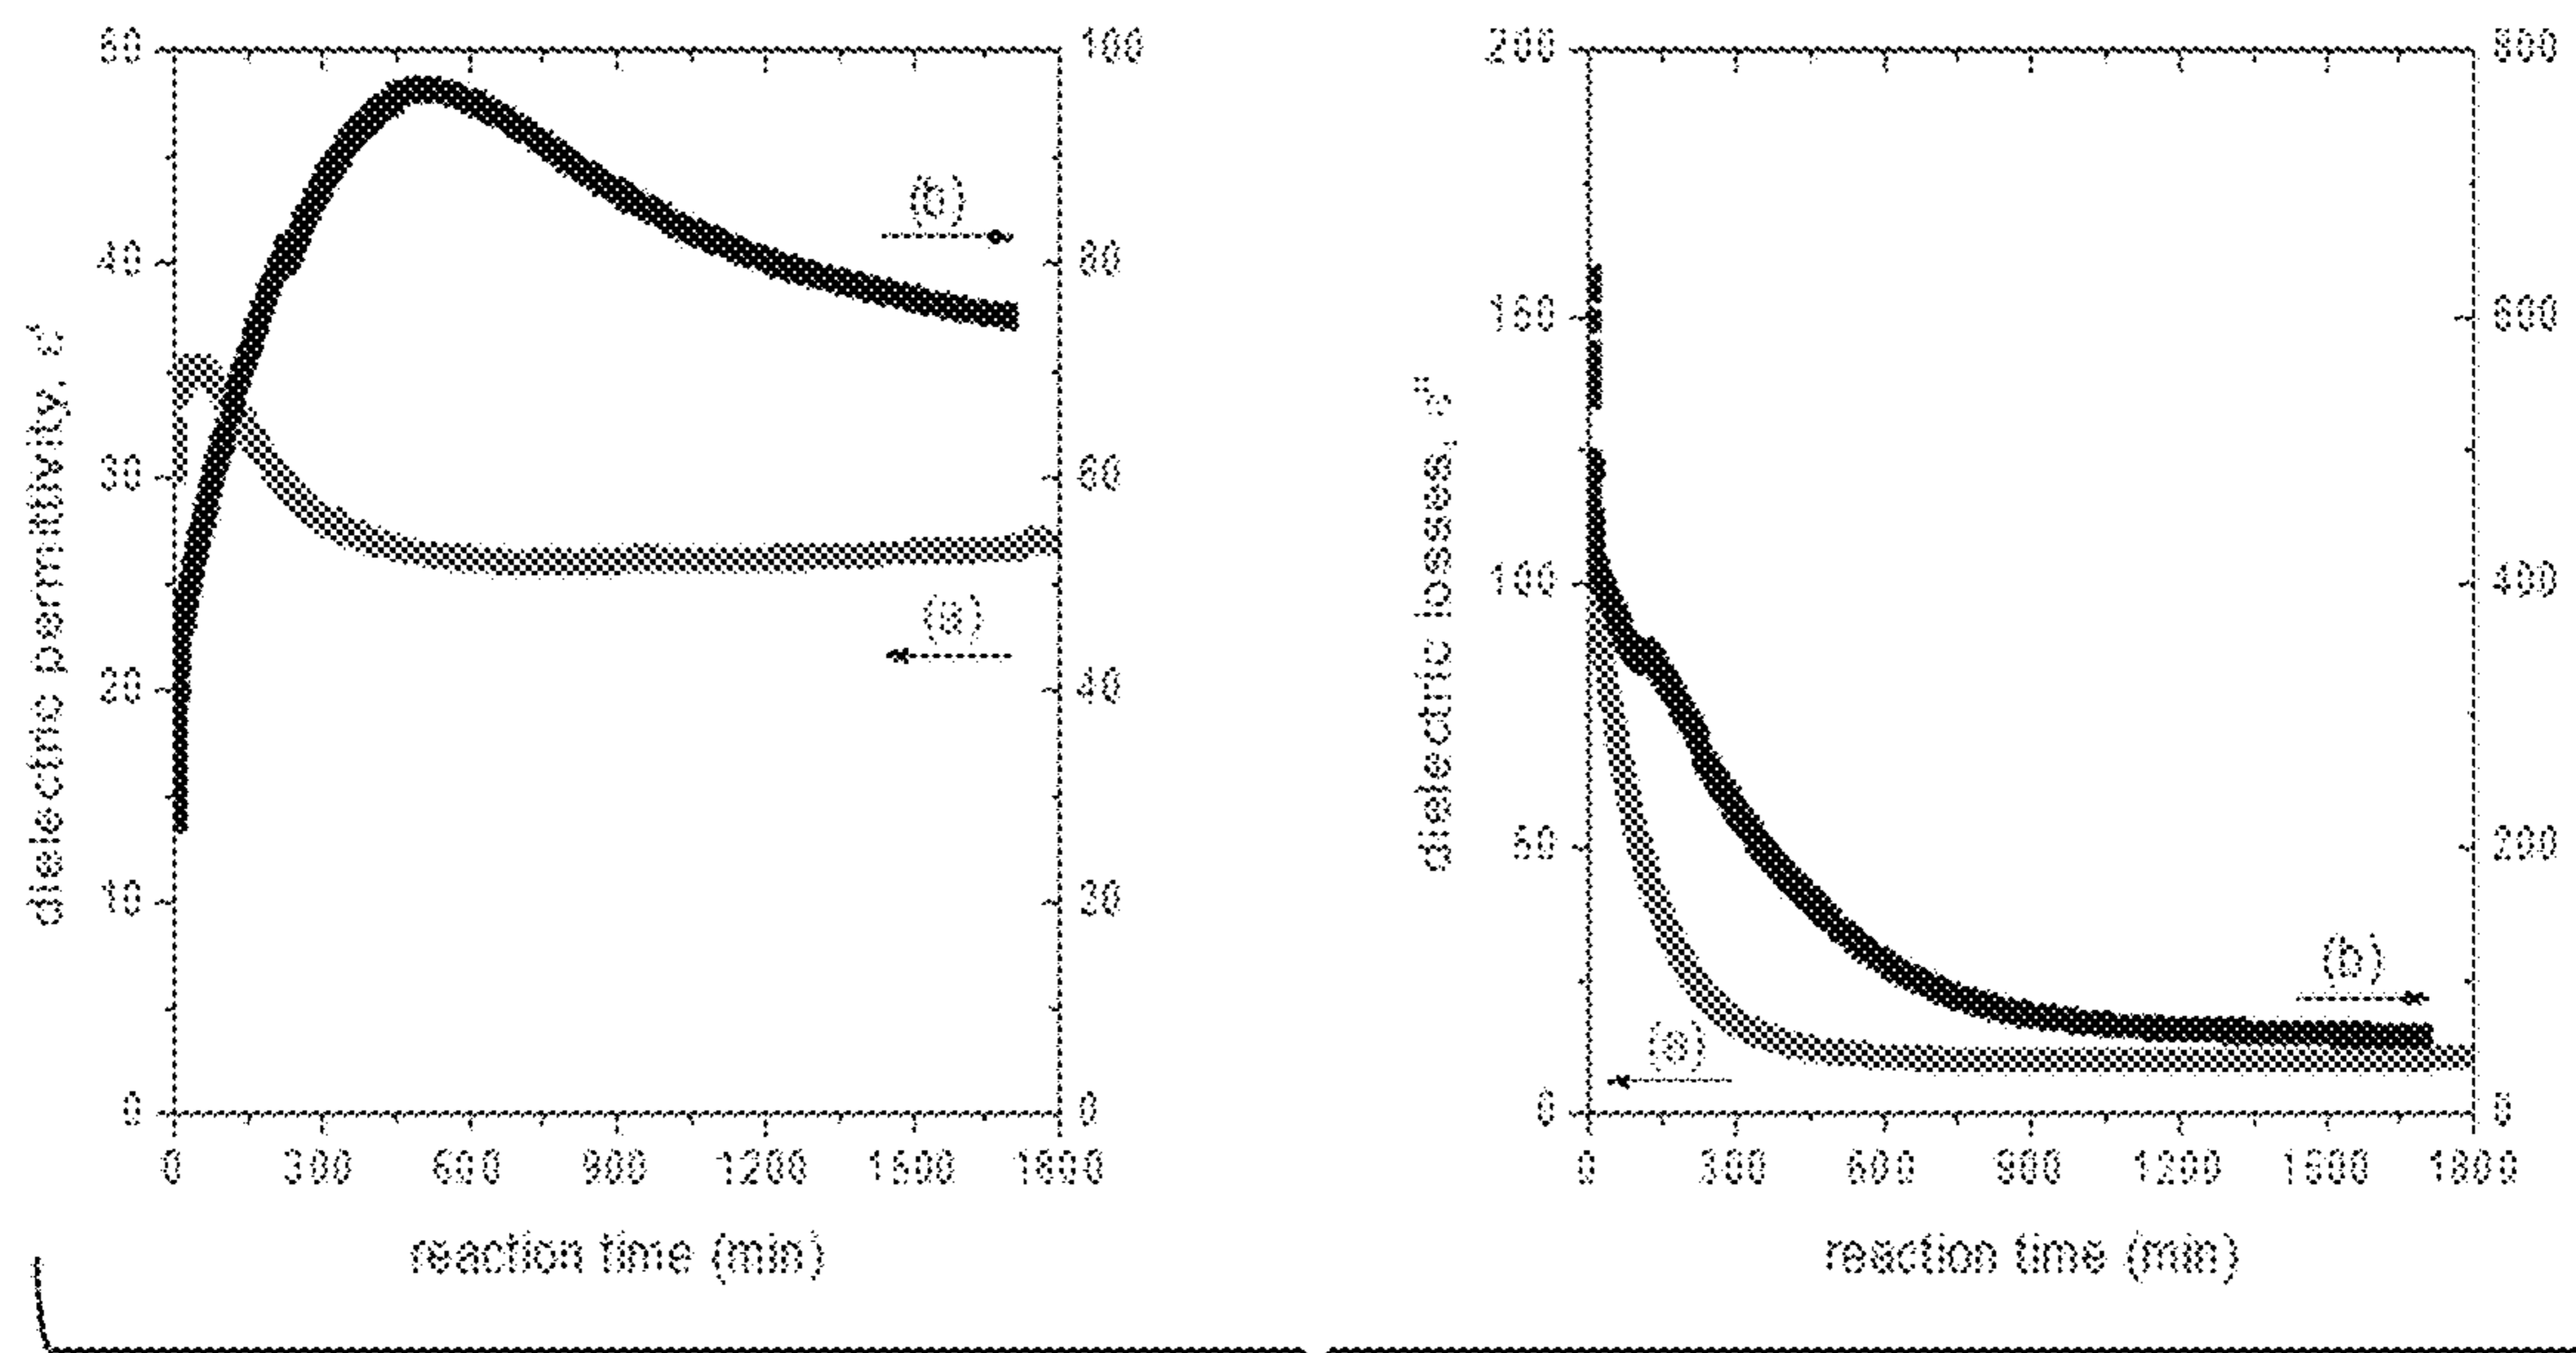 50
40
30
20
10
0
100
80
60
40
20
0
dielectric permittivity, ε'
(b)
(a)
0 300 600 900 1200 1500 1800
reaction time (min)
200
150
100
50
0
800
600
400
200
0
dielectric losses, ε"
(b)
(a)
0 300 600 900 1200 1500 1800
reaction time (min)